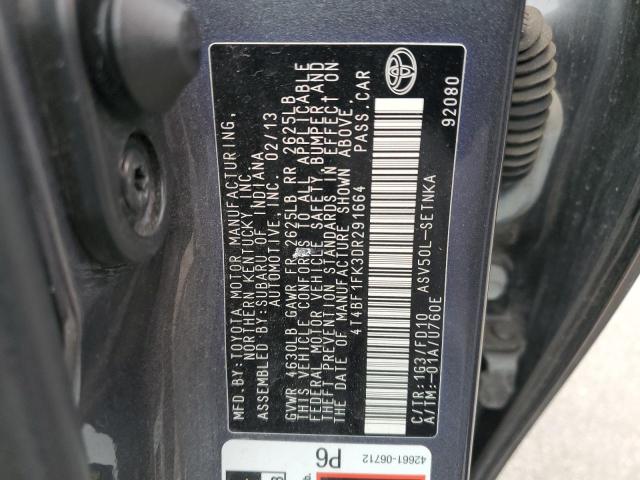 MFD. BY: TOYOTA MOTOR MANUFACTURING,
NORTHERN KENTUCKY, INC.
ASSEMBLED BY: SUBARU OF INDIANA
AUTOMOTIVE, INC. 02/13
GVWR 4630LB GAWR FR 2625LB RR 2625LB
THIS VEHICLE CONFORMS TO ALL APPLICABLE
FEDERAL MOTOR VEHICLE SAFETY, BUMPER AND
THEFT PREVENTION STANDARDS IN EFFECT ON
THE DATE OF MANUFACTURE SHOWN ABOVE.
4T4BF1FK3DR291664 PASS. CAR
C/TR: 1G3/FD10 ASV50L-SETNKA
A/TM: -01A/U760E
92080
P6
42661-06712